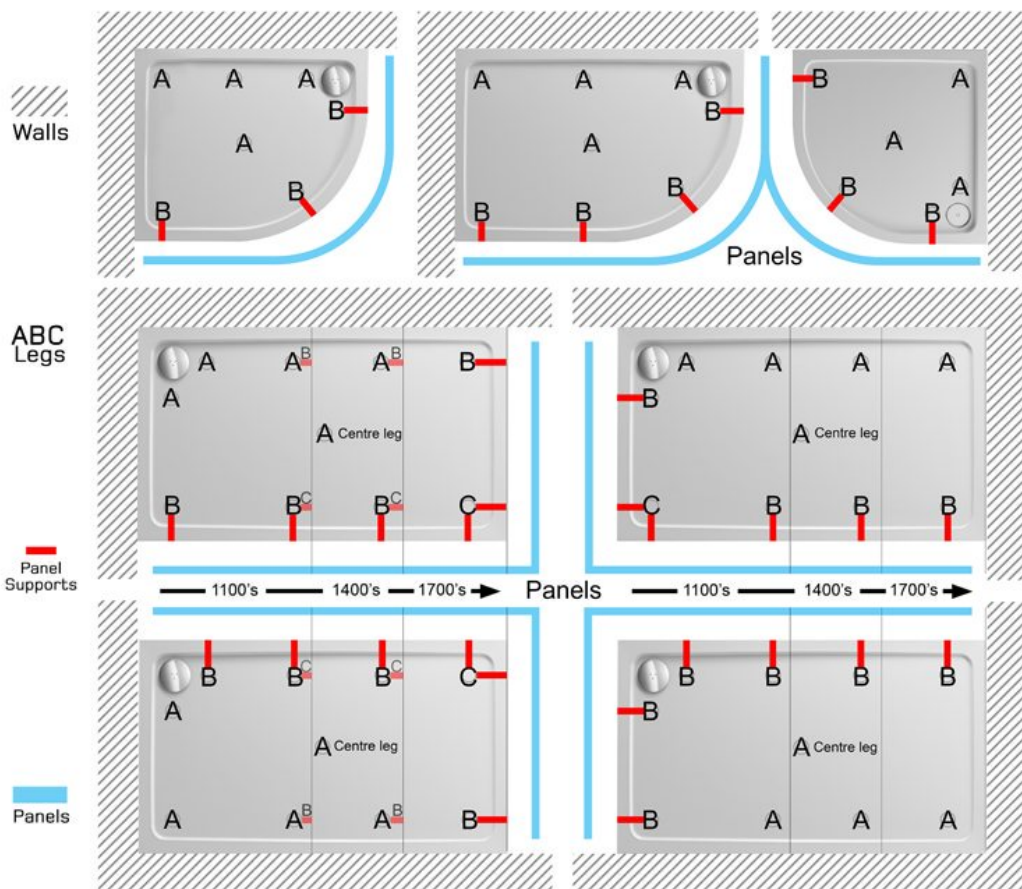 A A A
B
A
B
B
A A A
B
A
B
B B
B A
A
B A
B
Walls
Panels
ABC
Legs
A A B A B B
A
A Centre leg
B B C B C C
A A A A
B
A Centre leg
C B B B
Panel
Supports
1100's 1400's 1700's
Panels
1100's 1400's 1700's
B B C B C C
A
A Centre leg
A A B A B B
B B B B
B
A Centre leg
B A A A
Panels